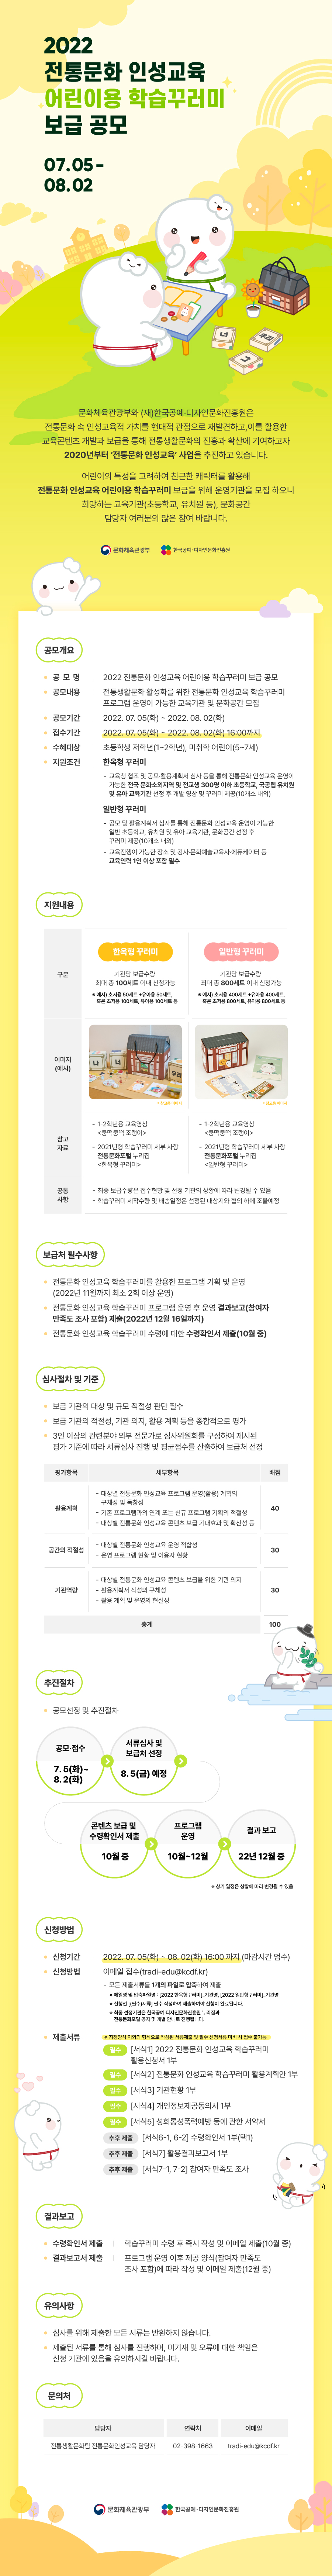 2022
전통문화 인성교육
어린이용 학습꾸러미
보급 공모
07.05 -
08.02
문화체육관광부와 (재)한국공예·디자인문화진흥원은
전통문화 속 인성교육적 가치를 현대적 관점으로 재발견하고,이를 활용한
교육콘텐츠 개발과 보급을 통해 전통생활문화의 진흥과 확산에 기여하고자
2020년부터 '전통문화 인성교육' 사업을 추진하고 있습니다.
어린이의 특성을 고려하여 친근한 캐릭터를 활용해
전통문화 인성교육 어린이용 학습꾸러미 보급을 위해 운영기관을 모집 하오니
희망하는 교육기관(초등학교, 유치원 등), 문화공간
담당자 여러분의 많은 참여 바랍니다.
문화체육관광부 한국공예·디자인문화진흥원
공모개요
공 모 명 2022 전통문화 인성교육 어린이용 학습꾸러미 보급 공모
공모내용 전통생활문화 활성화를 위한 전통문화 인성교육 학습꾸러미
프로그램 운영이 가능한 교육기관 및 문화공간 모집
공모기간 2022. 07. 05(화) ~ 2022. 08. 02(화)
접수기간 2022. 07. 05(화) ~ 2022. 08. 02(화) 16:00까지
수혜대상 초등학생 저학년(1~2학년), 미취학 어린이(5~7세)
지원조건 한옥형 꾸러미
- 교육청 협조 및 공모·활용계획서 심사 등을 통해 전통문화 인성교육 운영이
가능한 전국 문화소외지역 및 전교생 300명 이하 초등학교, 국공립 유치원
및 유아 교육기관 선정 후 개발 영상 및 꾸러미 제공(10개소 내외)
일반형 꾸러미
- 공모 및 활용계획서 심사를 통해 전통문화 인성교육 운영이 가능한
일반 초등학교, 유치원 및 유아 교육기관, 문화공간 선정 후
꾸러미 제공(10개소 내외)
- 교육진행이 가능한 장소 및 강사·문화예술교육사·에듀케이터 등
교육인력 1인 이상 포함 필수
지원내용
구분
한옥형 꾸러미
기관당 보급수량
최대 총 100세트 이내 신청가능
* 예시) 초저용 50세트 +유아용 50세트,
혹은 초저용 100세트, 유아용 100세트 등
일반형 꾸러미
기관당 보급수량
최대 총 800세트 이내 신청가능
* 예시) 초저용 400세트 +유아용 400세트,
혹은 초저용 800세트, 유아용 800세트 등
이미지
(예시)
참고
자료
- 1-2학년용 교육영상
<쿵떡쿵떡 조랭이>
- 2021년형 학습꾸러미 세부 사항
전통문화포털 누리집
<한옥형 꾸러미>
- 1-2학년용 교육영상
<쿵떡쿵떡 조랭이>
- 2021년형 학습꾸러미 세부 사항
전통문화포털 누리집
<일반형 꾸러미>
공통
사항
- 최종 보급수량은 접수현황 및 선정 기관의 상황에 따라 변경될 수 있음
- 학습꾸러미 제작수량 및 배송일정은 선정된 대상지와 협의 하에 조율예정
보급처 필수사항
전통문화 인성교육 학습꾸러미를 활용한 프로그램 기획 및 운영
(2022년 11월까지 최소 2회 이상 운영)
전통문화 인성교육 학습꾸러미 프로그램 운영 후 운영 결과보고(참여자
만족도 조사 포함) 제출(2022년 12월 16일까지)
전통문화 인성교육 학습꾸러미 수령에 대한 수령확인서 제출(10월 중)
심사절차 및 기준
보급 기관의 대상 및 규모 적절성 판단 필수
보급 기관의 적절성, 기관 의지, 활용 계획 등을 종합적으로 평가
3인 이상의 관련분야 외부 전문가로 심사위원회를 구성하여 제시된
평가 기준에 따라 서류심사 진행 및 평균점수를 산출하여 보급처 선정
평가항목 세부항목 배점
활용계획
- 대상별 전통문화 인성교육 프로그램 운영(활용) 계획의
구체성 및 독창성
- 기존 프로그램과의 연계 또는 신규 프로그램 기획의 적절성
- 대상별 전통문화 인성교육 콘텐츠 보급 기대효과 및 확산성 등
40
공간의 적절성
- 대상별 전통문화 인성교육 운영 적합성
- 운영 프로그램 현황 및 이용자 현황
30
기관역량
- 대상별 전통문화 인성교육 콘텐츠 보급을 위한 기관 의지
- 활용계획서 작성의 구체성
- 활용 계획 및 운영의 현실성
30
총계 100
추진절차
공모선정 및 추진절차
공모·접수
7. 5(화)~
8. 2(화)
서류심사 및
보급처 선정
8. 5(금) 예정
콘텐츠 보급 및
수령확인서 제출
10월 중
프로그램
운영
10월~12월
결과 보고
22년 12월 중
* 상기 일정은 상황에 따라 변경될 수 있음
신청방법
신청기간 2022. 07. 05(화) ~ 08. 02(화) 16:00 까지 (마감시간 엄수)
신청방법 이메일 접수(tradi-edu@kcdf.kr)
- 모든 제출서류를 1개의 파일로 압축하여 제출
* 메일명 및 압축파일명 : [2022 한옥형꾸러미]_기관명, [2022 일반형꾸러미]_기관명
* 신청전 [(필수)서류] 필수 작성하여 제출하여야 신청이 완료됩니다.
* 최종 선정기관은 한국공예·디자인문화진흥원 누리집과
전통문화포털 공지 및 개별 안내로 진행됩니다.
제출서류 * 지정양식 이외의 형식으로 작성된 서류제출 및 필수 신청서류 미비 시 접수 불가능
필수 [서식1] 2022 전통문화 인성교육 학습꾸러미
활용신청서 1부
필수 [서식2] 전통문화 인성교육 학습꾸러미 활용계획안 1부
필수 [서식3] 기관현황 1부
필수 [서식4] 개인정보제공동의서 1부
필수 [서식5] 성희롱성폭력예방 등에 관한 서약서
추후 제출 [서식6-1, 6-2] 수령확인서 1부(택1)
추후 제출 [서식7] 활용결과보고서 1부
추후 제출 [서식7-1, 7-2] 참여자 만족도 조사
결과보고
수령확인서 제출 학습꾸러미 수령 후 즉시 작성 및 이메일 제출(10월 중)
결과보고서 제출 프로그램 운영 이후 제공 양식(참여자 만족도
조사 포함)에 따라 작성 및 이메일 제출(12월 중)
유의사항
심사를 위해 제출한 모든 서류는 반환하지 않습니다.
제출된 서류를 통해 심사를 진행하며, 미기재 및 오류에 대한 책임은
신청 기관에 있음을 유의하시길 바랍니다.
문의처
담당자 연락처 이메일
전통생활문화팀 전통문화인성교육 담당자 02-398-1663 tradi-edu@kcdf.kr
문화체육관광부 한국공예·디자인문화진흥원